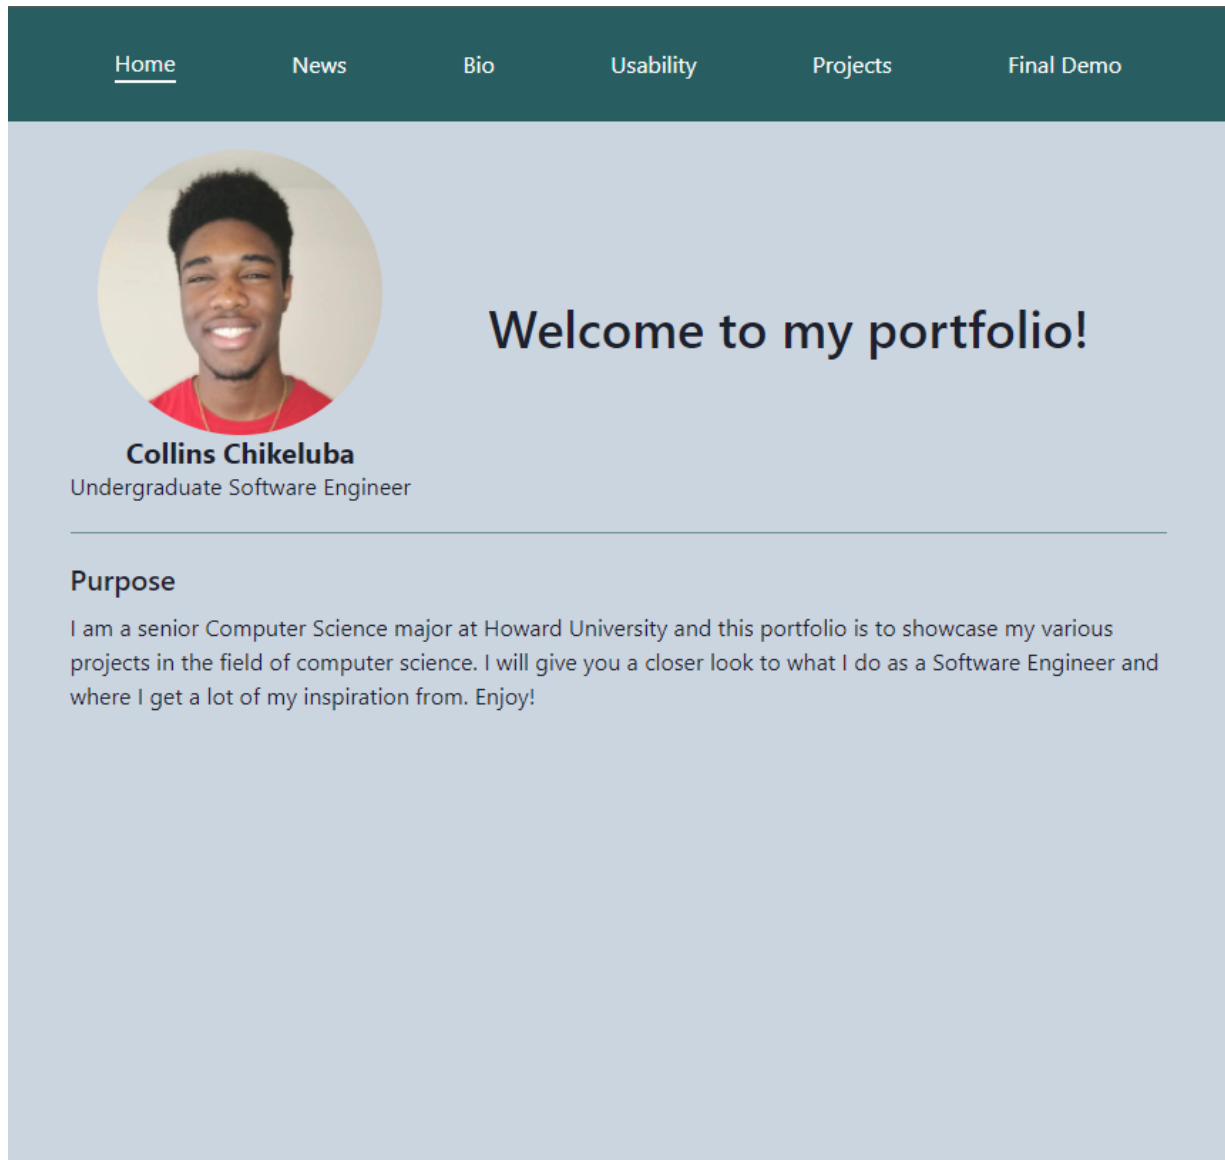 Home News Bio Usability Projects Final Demo
Welcome to my portfolio!
Collins Chikeluba
Undergraduate Software Engineer
Purpose
I am a senior Computer Science major at Howard University and this portfolio is to showcase my various
projects in the field of computer science. I will give you a closer look to what I do as a Software Engineer and
where I get a lot of my inspiration from. Enjoy!